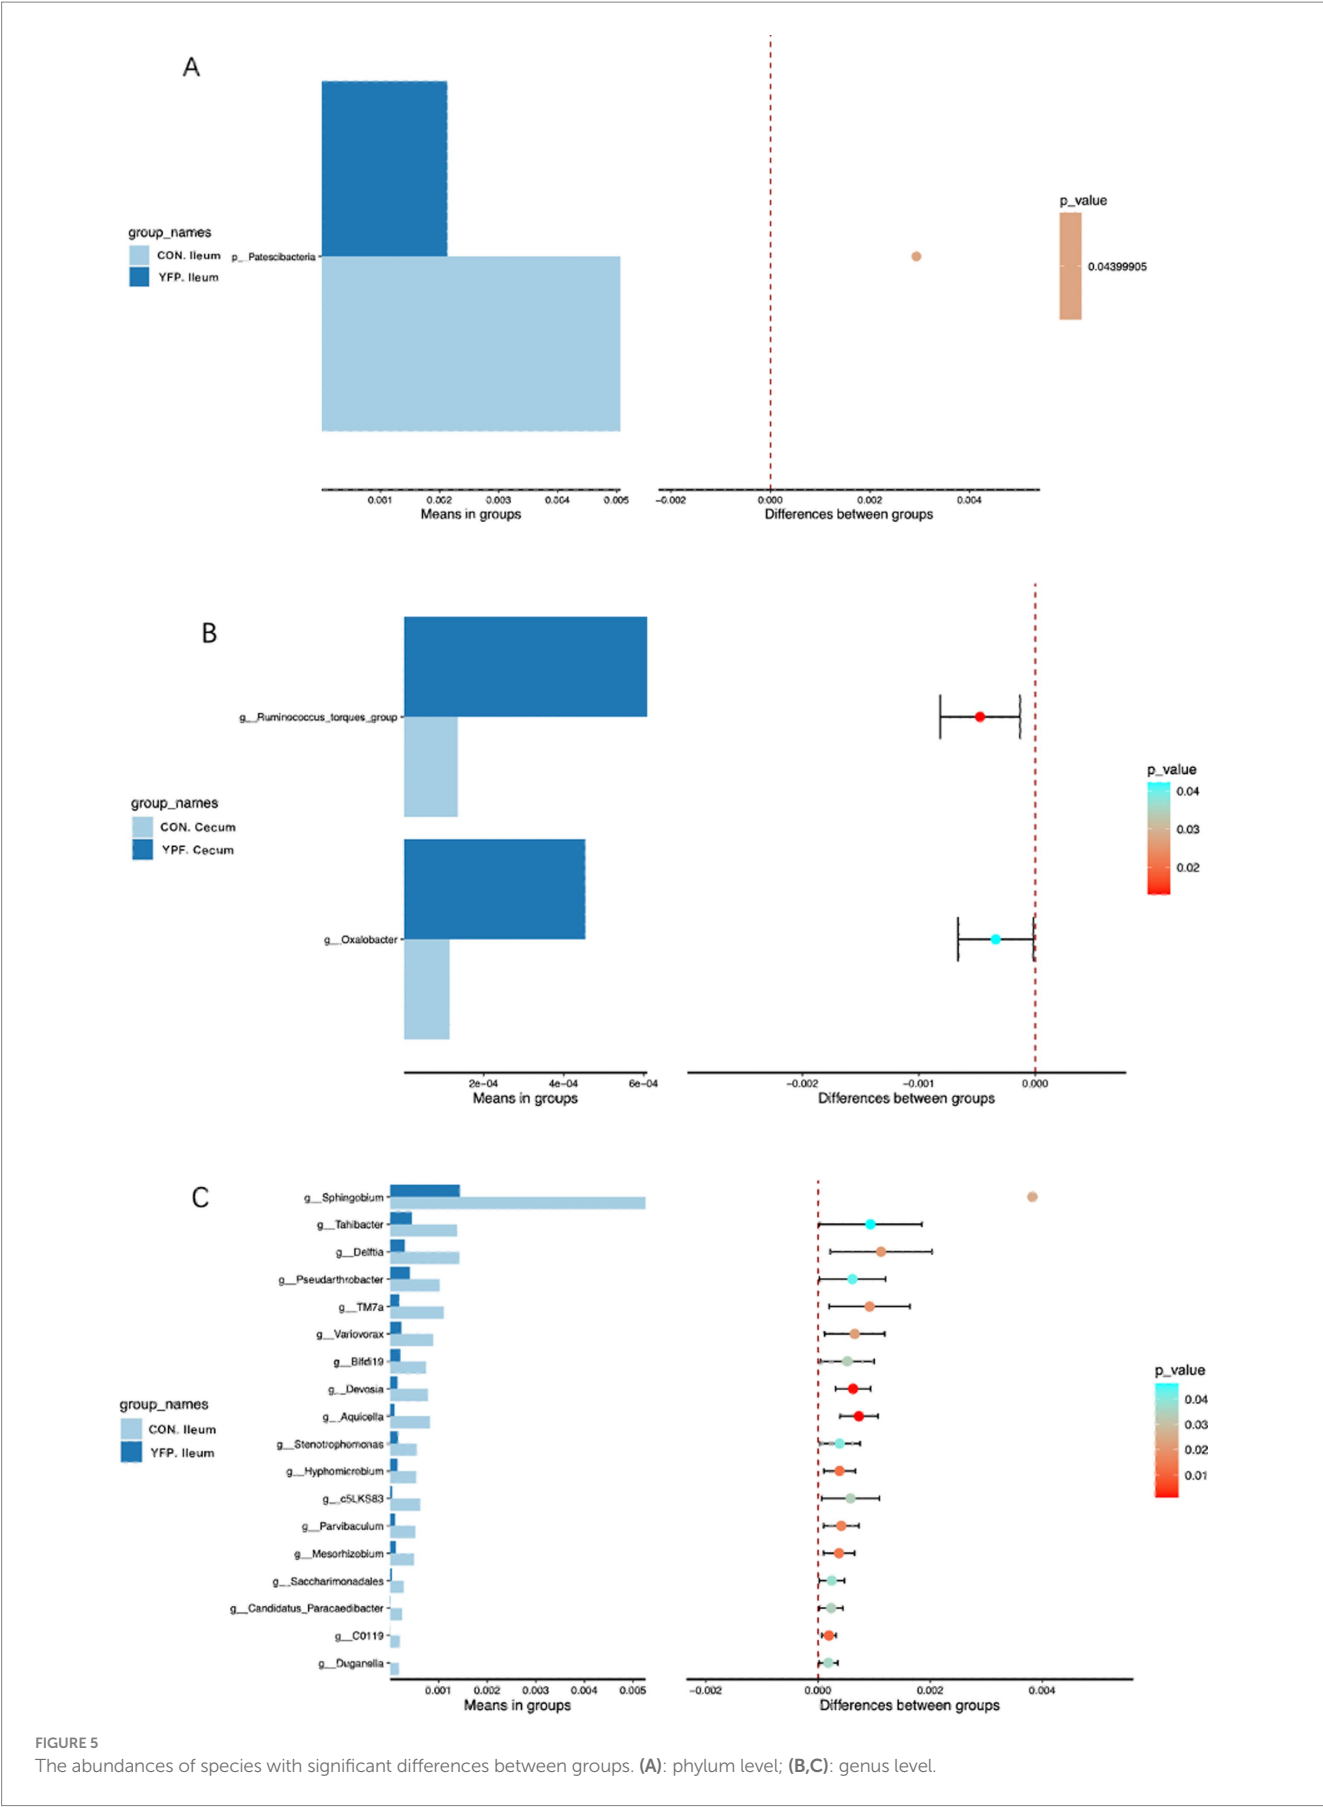 A
group_names
CON. Ileum
YFP. Ileum
p__Patescibacteria
0.001 0.002 0.003 0.004 0.005
Means in groups
−0.002 0.000 0.002 0.004
Differences between groups
p_value
0.04399905
B
g__Ruminococcus_torques_group
g__Oxalobacter
group_names
CON. Cecum
YPF. Cecum
2e−04 4e−04 6e−04
Means in groups
−0.002 −0.001 0.000
Differences between groups
p_value
0.04
0.03
0.02
C
g__Sphingobium
g__Tahibacter
g__Delftia
g__Pseudarthrobacter
g__TM7a
g__Variovorax
g__Blfdi19
g__Devosia
g__Aquicella
g__Stenotrophomonas
g__Hyphomicrobium
g__c5LKS83
g__Parvibaculum
g__Mesorhizobium
g__Saccharimonadales
g__Candidatus_Paracaedibacter
g__C0119
g__Duganella
group_names
CON. Ileum
YFP. Ileum
0.001 0.002 0.003 0.004 0.005
Means in groups
−0.002 0.000 0.002 0.004
Differences between groups
p_value
0.04
0.03
0.02
0.01
FIGURE 5
The abundances of species with significant differences between groups. (A): phylum level; (B,C): genus level.